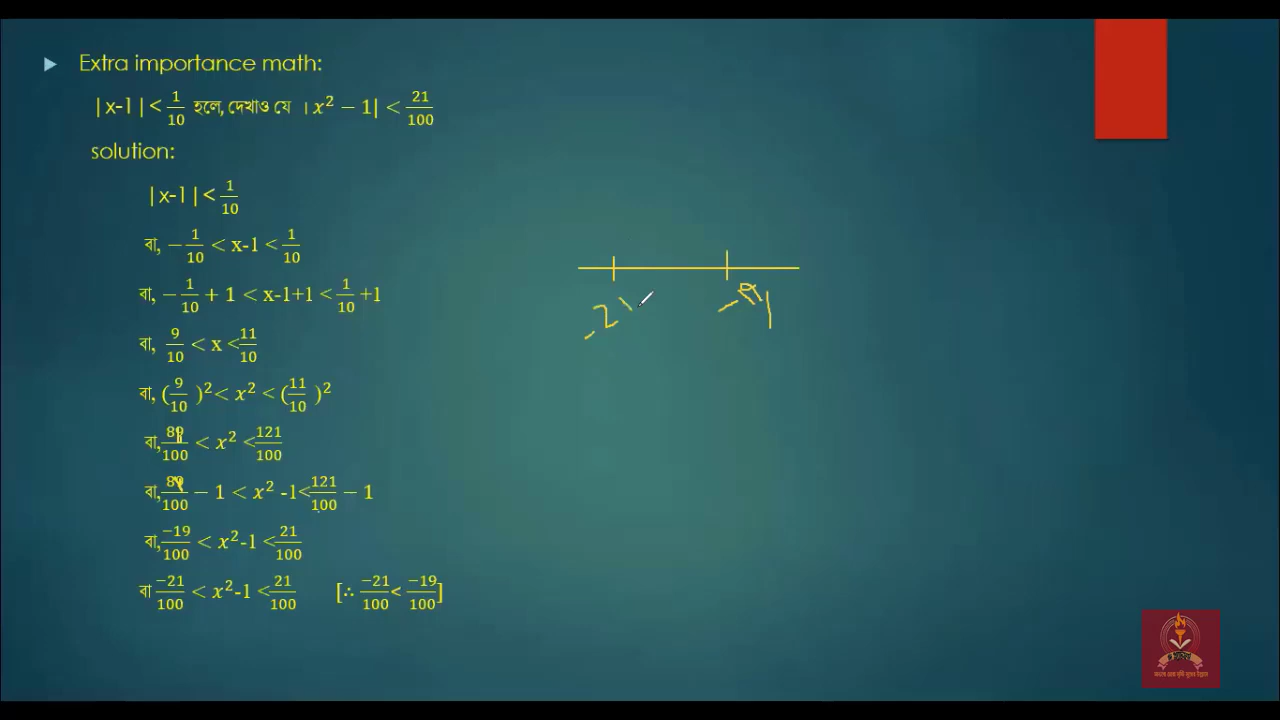 Extra importance math:
|x-1|< 1/10 হলে, দেখাও যে । x² − 1| < 21/100
solution:
|x-1|< 1/10
বা, − 1/10 < x-1 < 1/10
বা, − 1/10 + 1 < x-1+1 < 1/10 +1
বা, 9/10 < x < 11/10
বা, (9/10 )² < x² < (11/10 )²
বা, 81/100 < x² < 121/100
বা, 81/100 − 1 < x² -1< 121/100 − 1
বা, −19/100 < x²-1 < 21/100
বা −21/100 < x²-1 < 21/100 [∴ −21/100 < −19/100]
-21